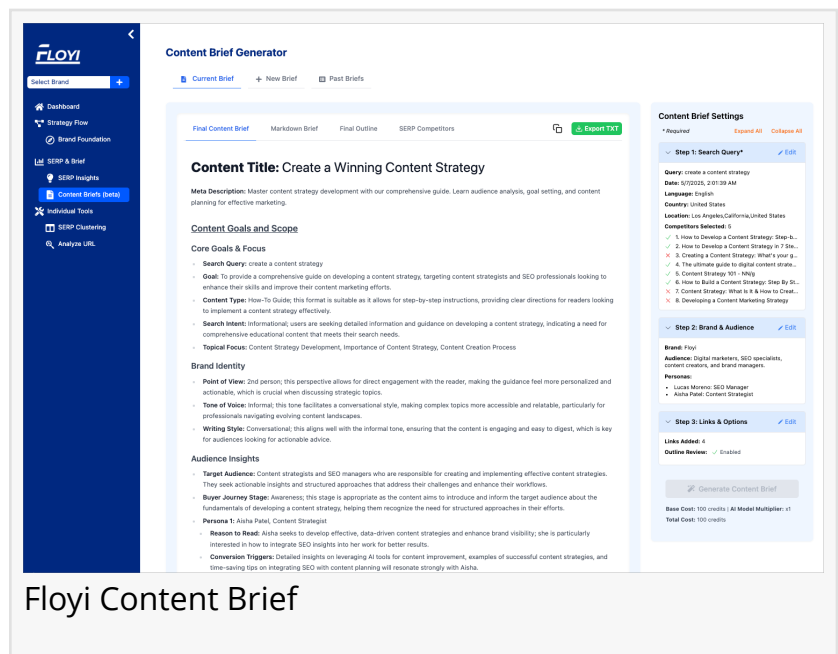 FLOYI
Select Brand
+
Dashboard
Strategy Flow
Brand Foundation
SERP & Brief
SERP Insights
Content Briefs (beta)
Individual Tools
SERP Clustering
Analyze URL
Content Brief Generator
Current Brief
+ New Brief
Past Briefs
Final Content Brief
Markdown Brief
Final Outline
SERP Competitors
Export TXT
Content Title: Create a Winning Content Strategy
Meta Description: Master content strategy development with our comprehensive guide. Learn audience analysis, goal setting, and content
planning for effective marketing.
Content Goals and Scope
Core Goals & Focus
Search Query: create a content strategy
Goal: To provide a comprehensive guide on developing a content strategy, targeting content strategists and SEO professionals looking to
enhance their skills and improve their content marketing efforts.
Content Type: How-To Guide; this format is suitable as it allows for step-by-step instructions, providing clear directions for readers looking
to implement a content strategy effectively.
Search Intent: Informational; users are seeking detailed information and guidance on developing a content strategy, indicating a need for
comprehensive educational content that meets their search needs.
Topical Focus: Content Strategy Development, Importance of Content Strategy, Content Creation Process
Brand Identity
Point of View: 2nd person; this perspective allows for direct engagement with the reader, making the guidance feel more personalized and
actionable, which is crucial when discussing strategic topics.
Tone of Voice: Informal; this tone facilitates a conversational style, making complex topics more accessible and relatable, particularly for
professionals navigating evolving content landscapes.
Writing Style: Conversational; this aligns well with the informal tone, ensuring that the content is engaging and easy to digest, which is key
for audiences looking for actionable advice.
Audience Insights
Target Audience: Content strategists and SEO managers who are responsible for creating and implementing effective content strategies.
They seek actionable insights and structured approaches that address their challenges and enhance their workflows.
Buyer Journey Stage: Awareness; this stage is appropriate as the content aims to introduce and inform the target audience about the
fundamentals of developing a content strategy, helping them recognize the need for structured approaches in their efforts.
Persona 1: Aisha Patel, Content Strategist
Reason to Read: Aisha seeks to develop effective, data-driven content strategies and enhance brand visibility; she is particularly
interested in how to integrate SEO insights into her work for better results.
Conversion Triggers: Detailed insights on leveraging AI tools for content improvement, examples of successful content strategies, and
time-saving tips on integrating SEO with content planning will resonate strongly with Aisha.
Content Brief Settings
* Required
Expand All
Collapse All
Step 1: Search Query*
Edit
Query: create a content strategy
Date: 5/7/2025, 2:01:39 AM
Language: English
Country: United States
Location: Los Angeles,California,United States
Competitors Selected: 5
1. How to Develop a Content Strategy: Step-b...
2. How to Develop a Content Strategy in 7 Ste...
3. Creating a Content Strategy: What's your g...
4. The ultimate guide to digital content strate...
5. Content Strategy 101 - NN/g
6. How to Build a Content Strategy: Step By St...
7. Content Strategy: What Is It & How to Creat...
8. Developing a Content Marketing Strategy
Step 2: Brand & Audience
Edit
Brand: Floyi
Audience: Digital marketers, SEO specialists,
content creators, and brand managers.
Personas:
Lucas Moreno: SEO Manager
Aisha Patel: Content Strategist
Step 3: Links & Options
Edit
Links Added: 4
Outline Review: ✓ Enabled
Generate Content Brief
Base Cost: 100 credits | AI Model Multiplier: x1
Total Cost: 100 credits
Floyi Content Brief